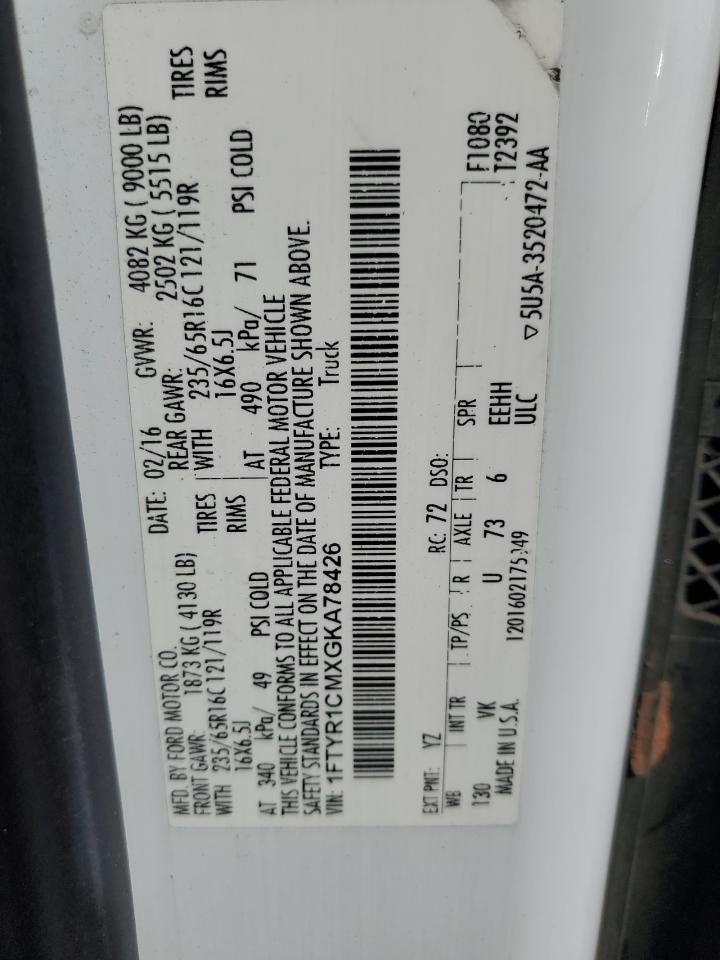 MFD. BY FORD MOTOR CO. DATE: 02/16 GVWR: 4082 KG ( 9000 LB)
FRONT GAWR: 1873 KG ( 4130 LB) REAR GAWR: 2502 KG ( 5515 LB)
WITH 235/65R16C 121/119R TIRES WITH 235/65R16C 121/119R TIRES
16X6.5J RIMS 16X6.5J RIMS
AT 340 kPa/ 49 PSI COLD AT 490 kPa/ 71 PSI COLD
THIS VEHICLE CONFORMS TO ALL APPLICABLE FEDERAL MOTOR VEHICLE
SAFETY STANDARDS IN EFFECT ON THE DATE OF MANUFACTURE SHOWN ABOVE.
VIN: 1FTYR1CMXGKA78426 TYPE: Truck
EXT PNT: YZ RC: 72 DSO:
WB INT TR TP/PS R AXLE TR SPR F1080
130 VK U 73 6 EEHH T2392
MADE IN U.S.A. ULC
▽5U5A-3520472-AA